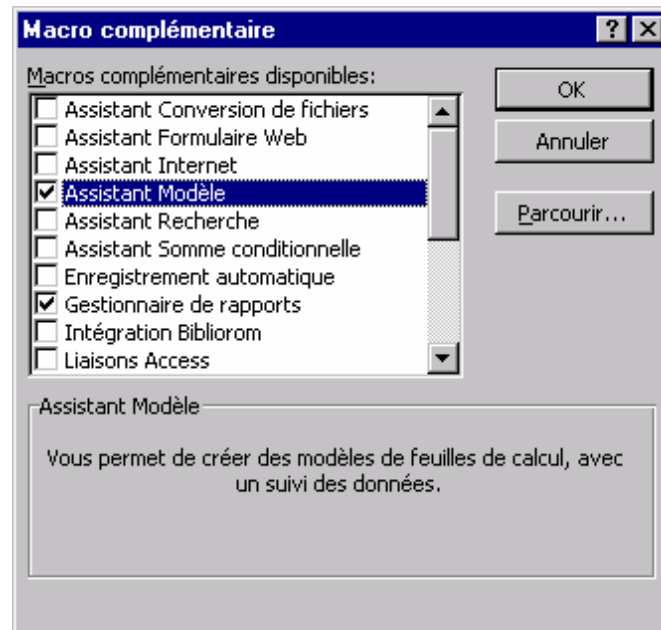 Macro complémentaire
Macros complémentaires disponibles:
Assistant Conversion de fichiers
Assistant Formulaire Web
Assistant Internet
Assistant Modèle
Assistant Recherche
Assistant Somme conditionnelle
Enregistrement automatique
Gestionnaire de rapports
Intégration Bibliorom
Liaisons Access
OK
Annuler
Parcourir...
Assistant Modèle
Vous permet de créer des modèles de feuilles de calcul, avec
un suivi des données.